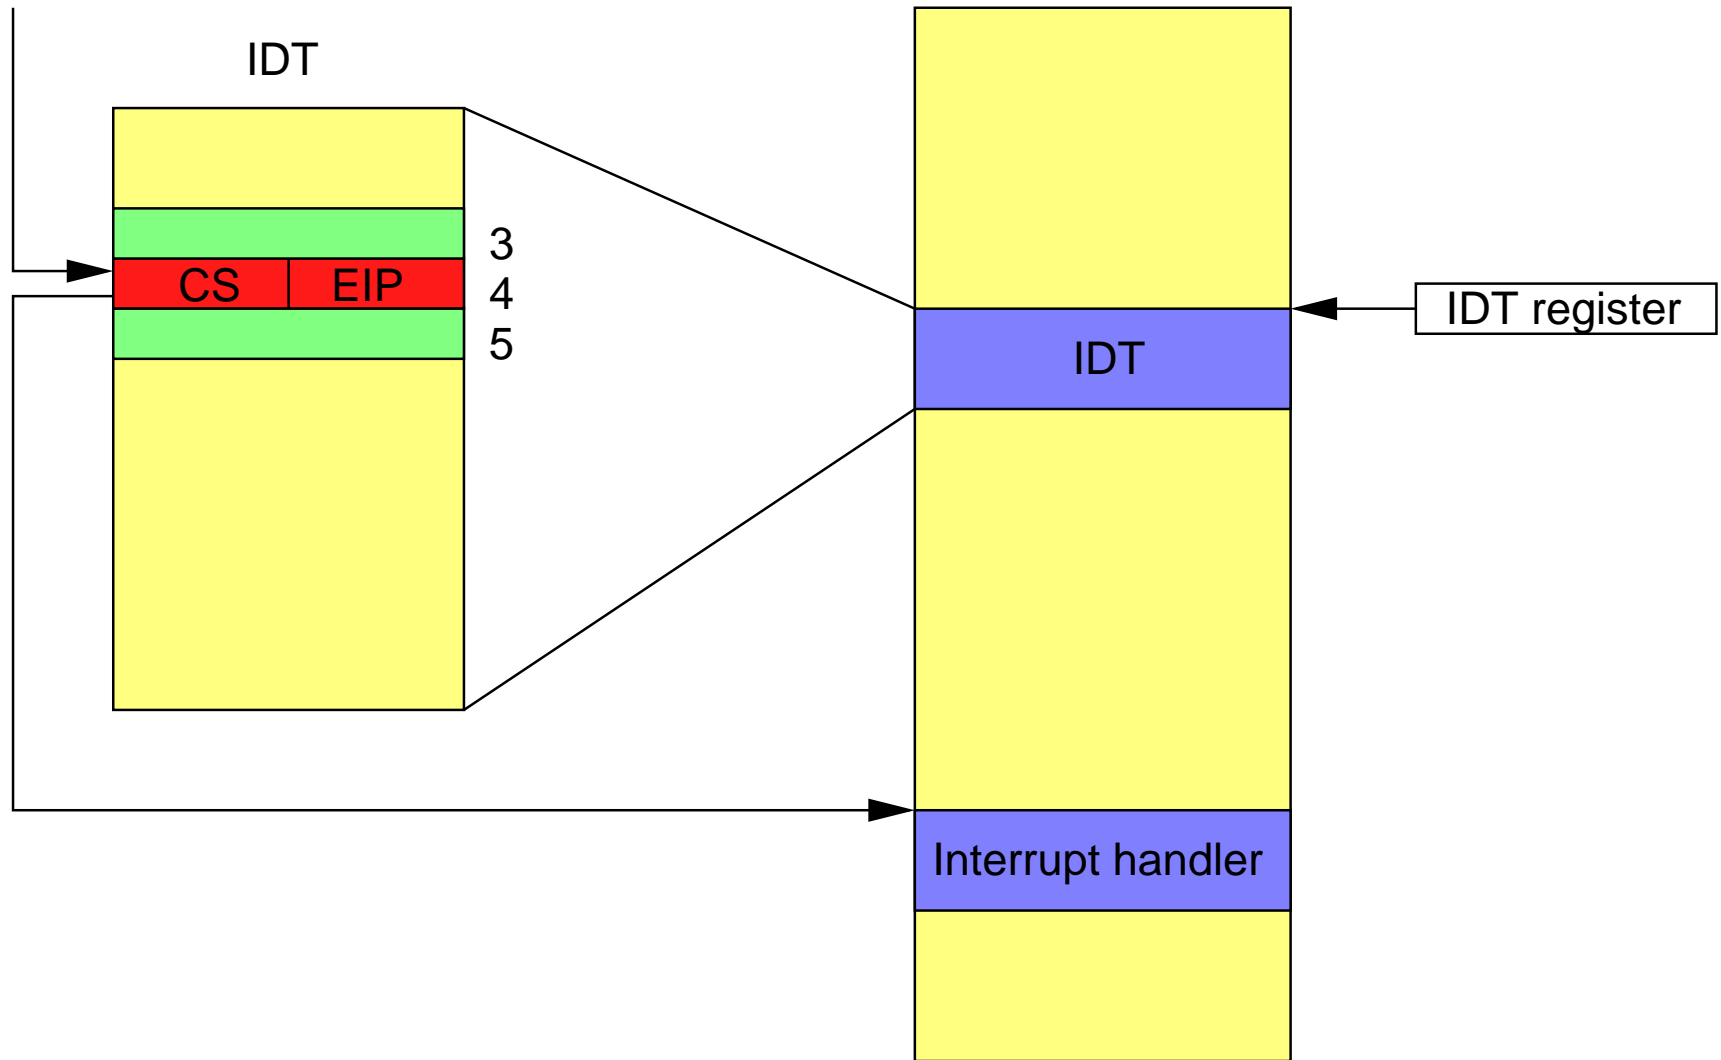 IDT
3
CS EIP
4
5
IDT
IDT register
Interrupt handler